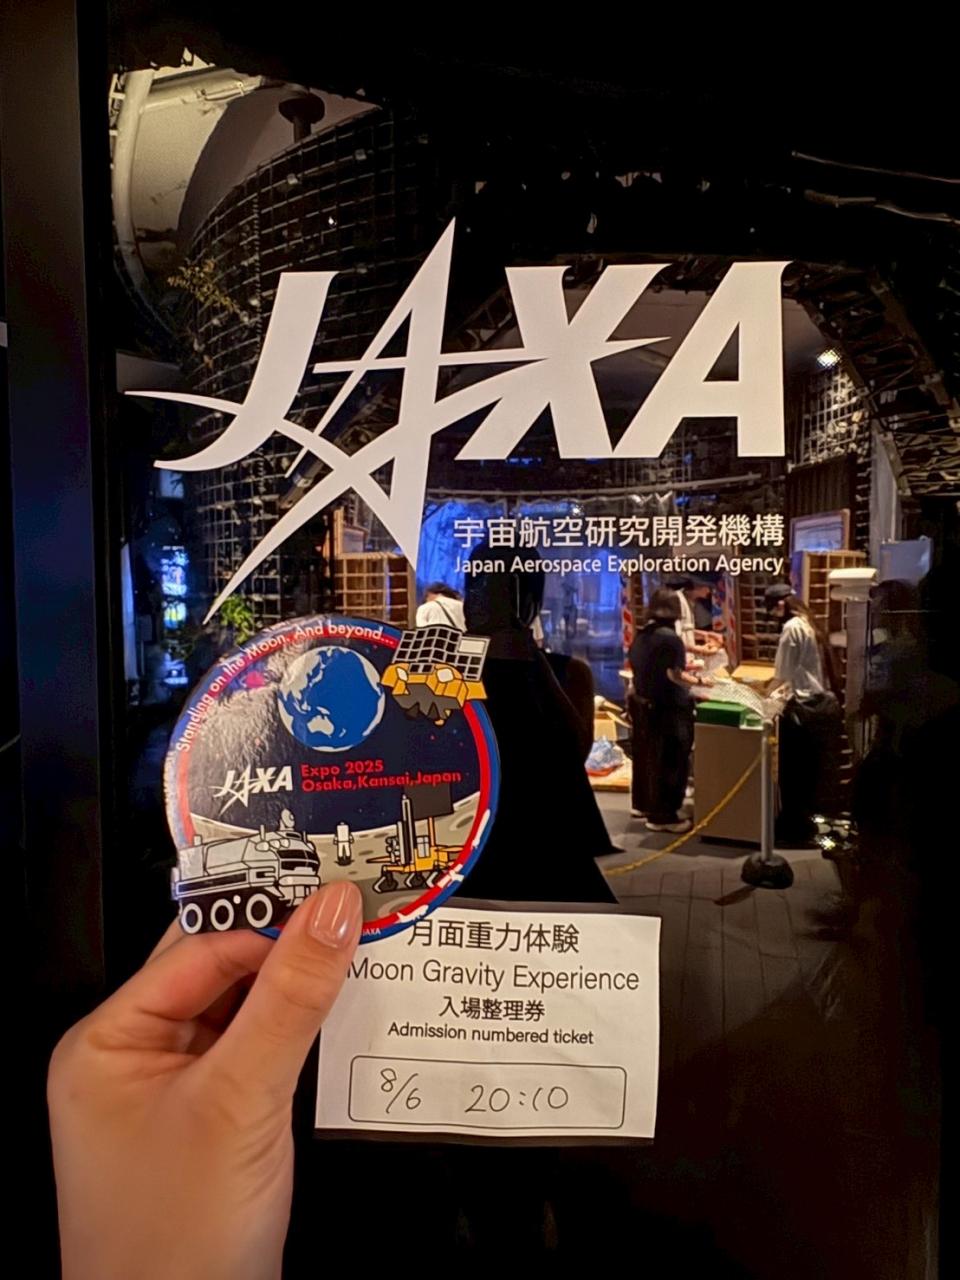 JAXA
宇宙航空研究開発機構
Japan Aerospace Exploration Agency
Standing on the Moon, And beyond...
JAXA
Expo 2025
Osaka,Kansai,Japan
JAXA
月面重力体験
Moon Gravity Experience
入場整理券
Admission numbered ticket
8/6 20:10